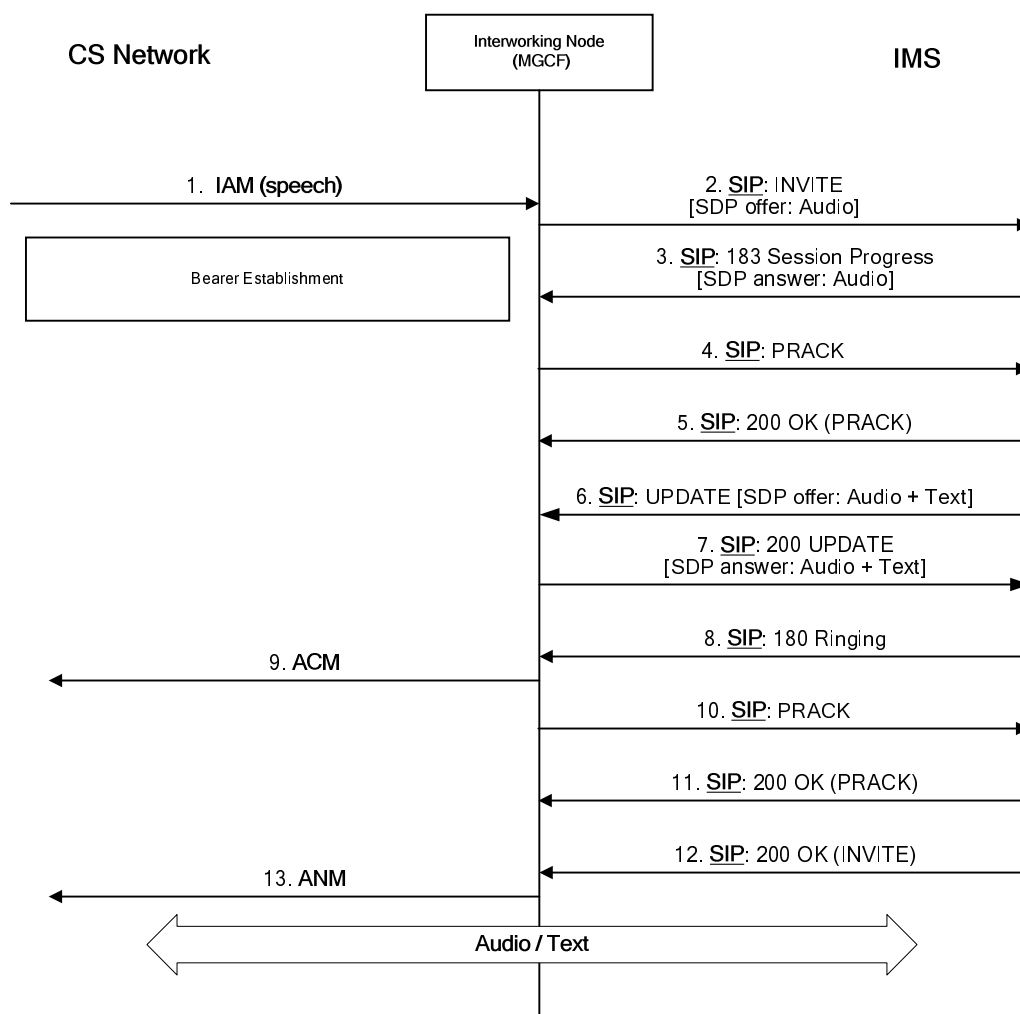 CS Network
Interworking Node
(MGCF)
IMS
1. IAM (speech)
2. SIP: INVITE
[SDP offer: Audio]
Bearer Establishment
3. SIP: 183 Session Progress
[SDP answer: Audio]
4. SIP: PRACK
5. SIP: 200 OK (PRACK)
6. SIP: UPDATE [SDP offer: Audio + Text]
7. SIP: 200 UPDATE
[SDP answer: Audio + Text]
8. SIP: 180 Ringing
9. ACM
10. SIP: PRACK
11. SIP: 200 OK (PRACK)
12. SIP: 200 OK (INVITE)
13. ANM
Audio / Text